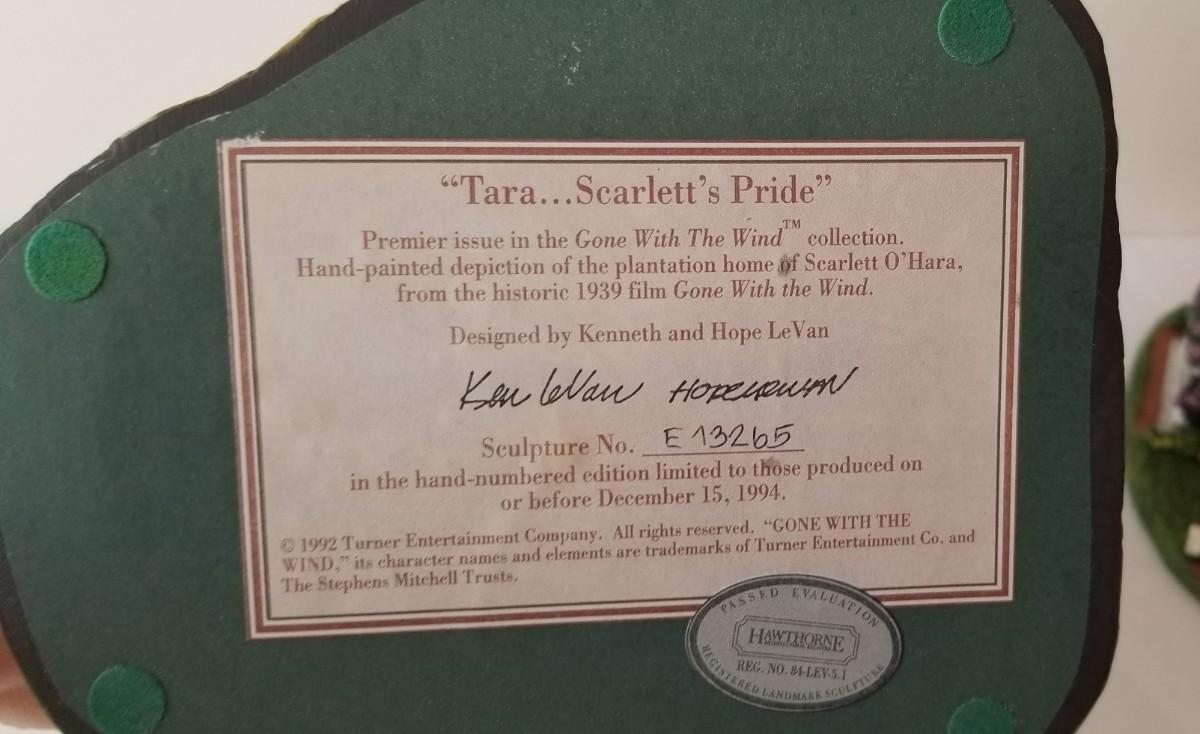 “Tara...Scarlett’s Pride”
Premier issue in the Gone With The Wind™ collection.
Hand-painted depiction of the plantation home of Scarlett O’Hara,
from the historic 1939 film Gone With the Wind.
Designed by Kenneth and Hope LeVan
Ken LeVan HOPE LEVAN
Sculpture No. E 13265
in the hand-numbered edition limited to those produced on
or before December 15, 1994.
© 1992 Turner Entertainment Company. All rights reserved. “GONE WITH THE
WIND,” its character names and elements are trademarks of Turner Entertainment Co. and
The Stephens Mitchell Trusts.
PASSED EVALUATION
HAWTHORNE
REG. NO. 84-LEV-5.1
REGISTERED LANDMARK SCULPTURE